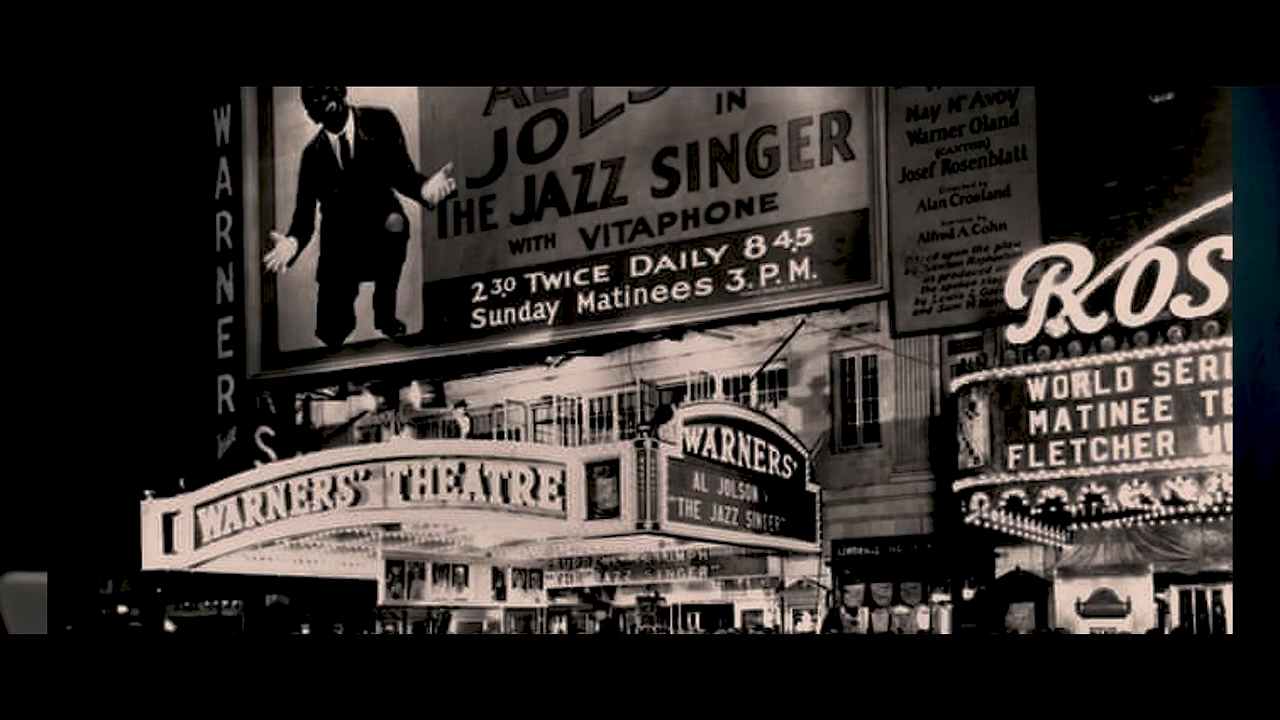 WARNER
JOLS
IN
THE JAZZ SINGER
WITH VITAPHONE
2 30 TWICE DAILY 8 45
Sunday Matinees 3. P. M.
May McAvoy
Warner Oland
(CANTOR)
Josef Rosenblatt
Directed by
Alan Crosland
Alfred A. Cohn
ROS
WORLD SERI
MATINEE TE
FLETCHER
WARNERS' THEATRE
WARNERS'
AL JOLSON
"THE JAZZ SINGER"